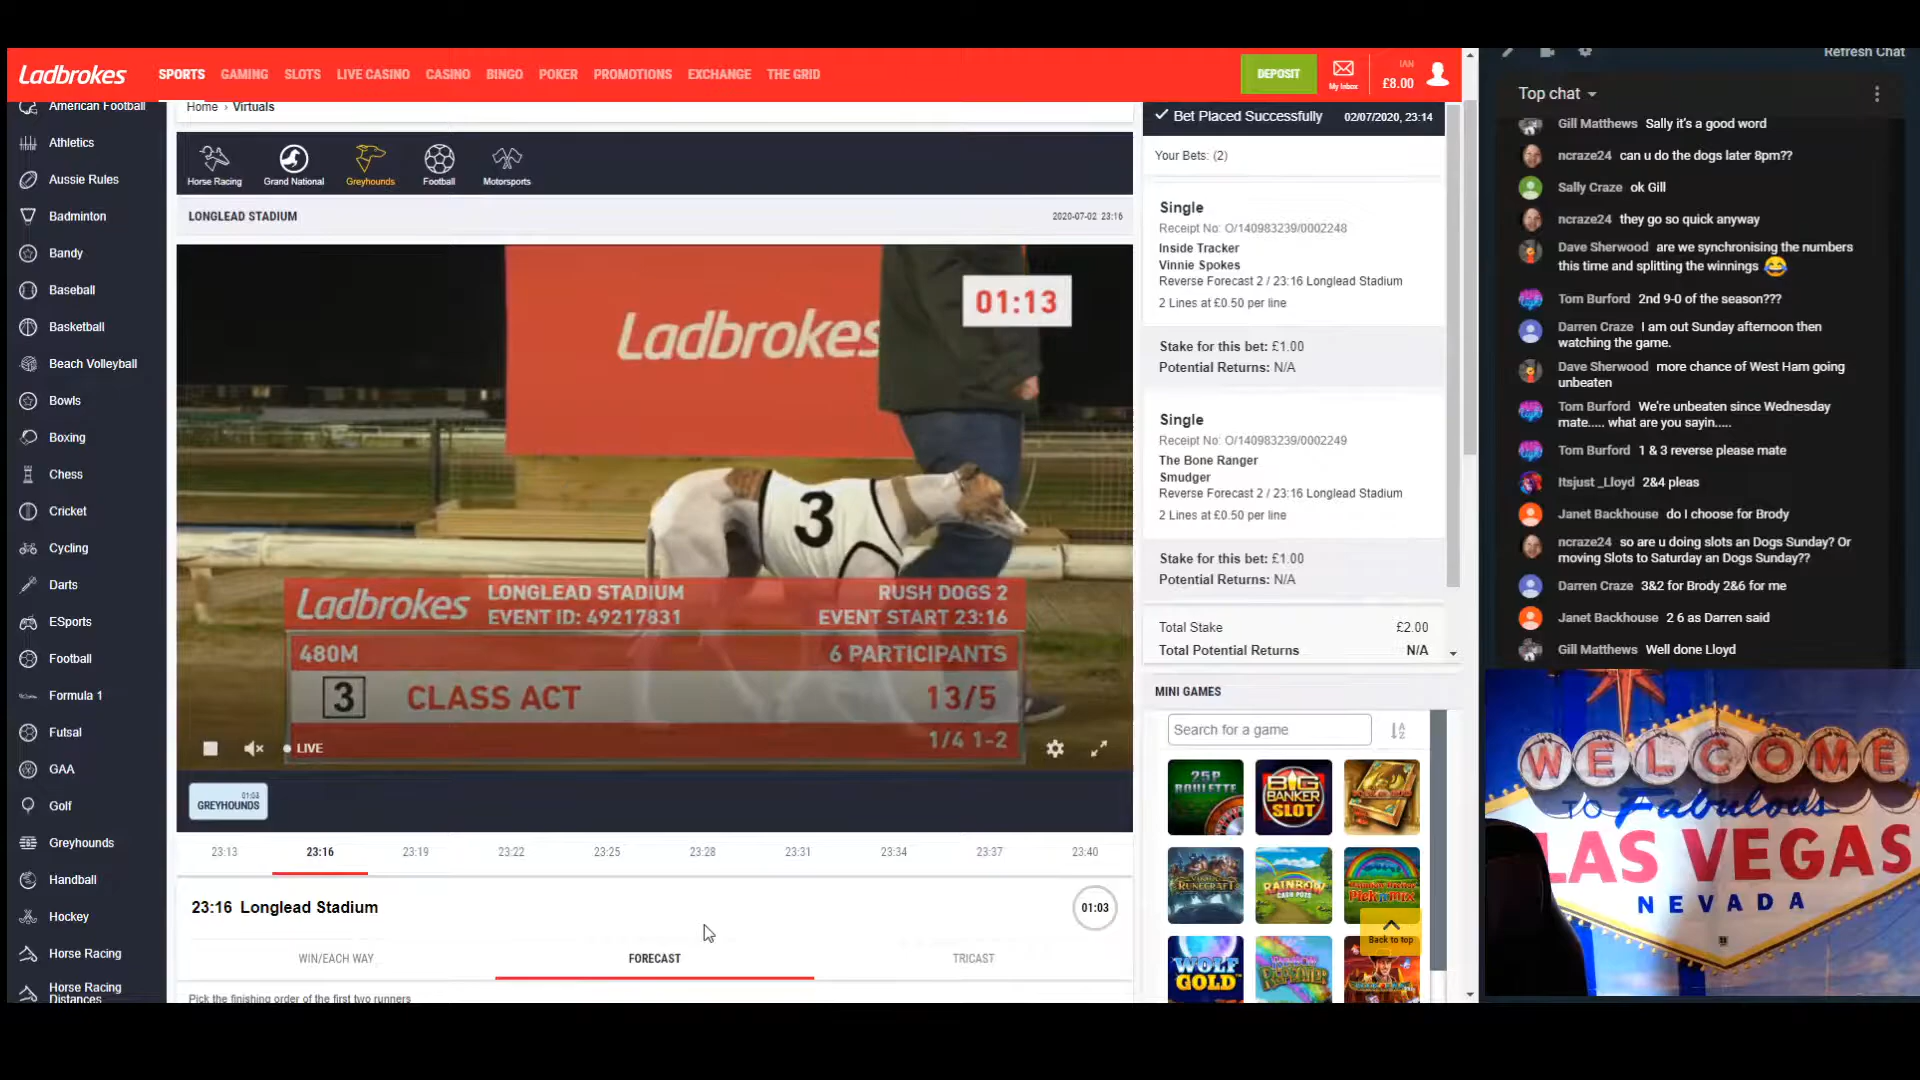 Ladbrokes
SPORTS
GAMING
SLOTS
LIVE CASINO
CASINO
BINGO
POKER
PROMOTIONS
EXCHANGE
THE GRID
DEPOSIT
My Inbox
IAN
£8.00
American Football
Athletics
Aussie Rules
Badminton
Bandy
Baseball
Basketball
Beach Volleyball
Bowls
Boxing
Chess
Cricket
Cycling
Darts
ESports
Football
Formula 1
Futsal
GAA
Golf
Greyhounds
Handball
Hockey
Horse Racing
Horse Racing
Distances
Home › Virtuals
Horse Racing
Grand National
Greyhounds
Football
Motorsports
LONGLEAD STADIUM
2020-07-02 23:16
Ladbrokes
01:13
3
Ladbrokes
LONGLEAD STADIUM
EVENT ID: 49217831
RUSH DOGS 2
EVENT START 23:16
480M
6 PARTICIPANTS
3 CLASS ACT 13/5
1/4 1-2
LIVE
01:03
GREYHOUNDS
23:13
23:16
23:19
23:22
23:25
23:28
23:31
23:34
23:37
23:40
23:16 Longlead Stadium
01:03
WIN/EACH WAY
FORECAST
TRICAST
Pick the finishing order of the first two runners
Bet Placed Successfully
02/07/2020, 23:14
Your Bets: (2)
Single
Receipt No: O/140983239/0002248
Inside Tracker
Vinnie Spokes
Reverse Forecast 2 / 23:16 Longlead Stadium
2 Lines at £0.50 per line
Stake for this bet: £1.00
Potential Returns: N/A
Single
Receipt No: O/140983239/0002249
The Bone Ranger
Smudger
Reverse Forecast 2 / 23:16 Longlead Stadium
2 Lines at £0.50 per line
Stake for this bet: £1.00
Potential Returns: N/A
Total Stake £2.00
Total Potential Returns N/A
MINI GAMES
Search for a game
25P
ROULETTE
BIG
BANKER
SLOT
RUNECRAFT
RAINBOW
Pick n Mix
Back to top
WOLF
GOLD
Refresh Chat
Top chat
Gill Matthews Sally it's a good word
ncraze24 can u do the dogs later 8pm??
Sally Craze ok Gill
ncraze24 they go so quick anyway
Dave Sherwood are we synchronising the numbers
this time and splitting the winnings 😂
Tom Burford 2nd 9-0 of the season???
Darren Craze I am out Sunday afternoon then
watching the game.
Dave Sherwood more chance of West Ham going
unbeaten
Tom Burford We're unbeaten since Wednesday
mate..... what are you sayin.....
Tom Burford 1 & 3 reverse please mate
Itsjust _Lloyd 2&4 pleas
Janet Backhouse do I choose for Brody
ncraze24 so are u doing slots an Dogs Sunday? Or
moving Slots to Saturday an Dogs Sunday??
Darren Craze 3&2 for Brody 2&6 for me
Janet Backhouse 2 6 as Darren said
Gill Matthews Well done Lloyd
WELCOME
TO Fabulous
LAS VEGAS
NEVADA